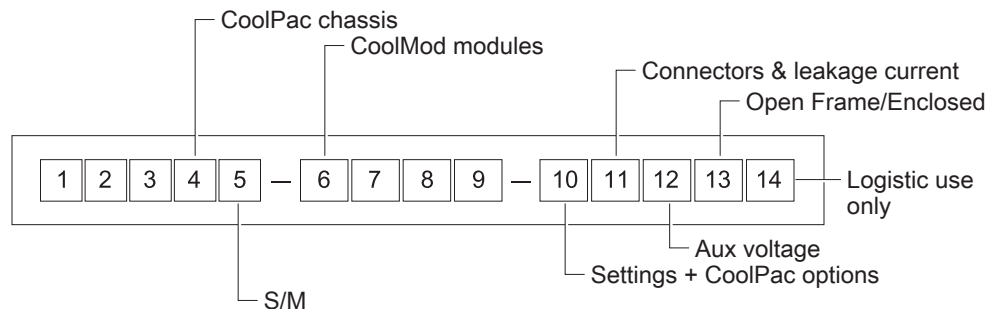 CoolPac chassis
CoolMod modules
Connectors & leakage current
Open Frame/Enclosed
1 2 3 4 5 – 6 7 8 9 – 10 11 12 13 14
Logistic use
only
Aux voltage
Settings + CoolPac options
S/M